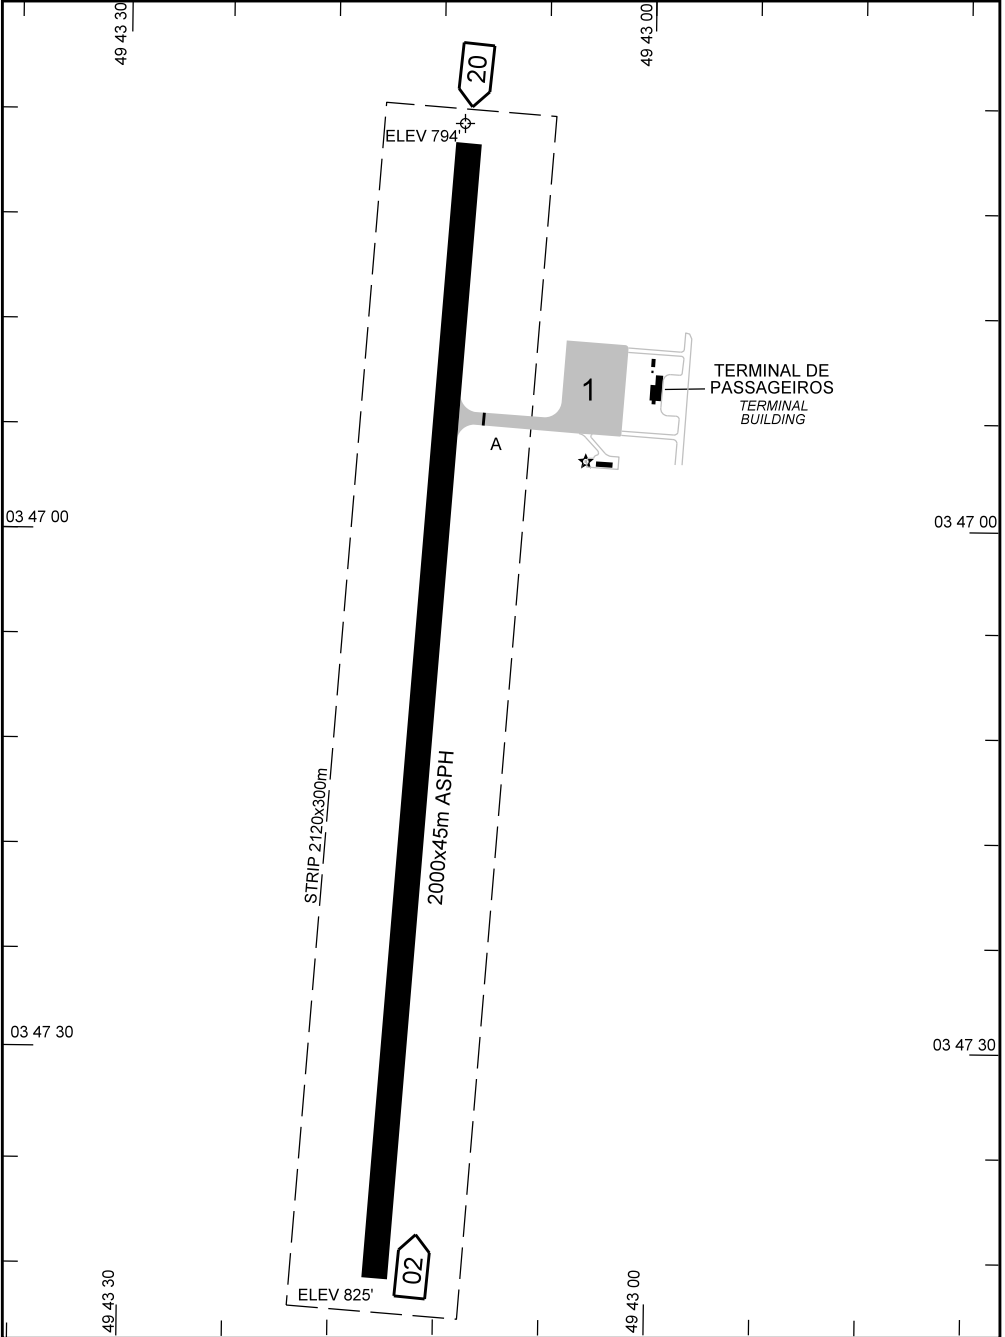 49 43 30
49 43 00
20
ELEV 794'
1
TERMINAL DE
PASSAGEIROS
TERMINAL
BUILDING
A
03 47 00
03 47 00
2000x45m ASPH
STRIP 2120x300m
03 47 30
03 47 30
02
ELEV 825'
49 43 30
49 43 00